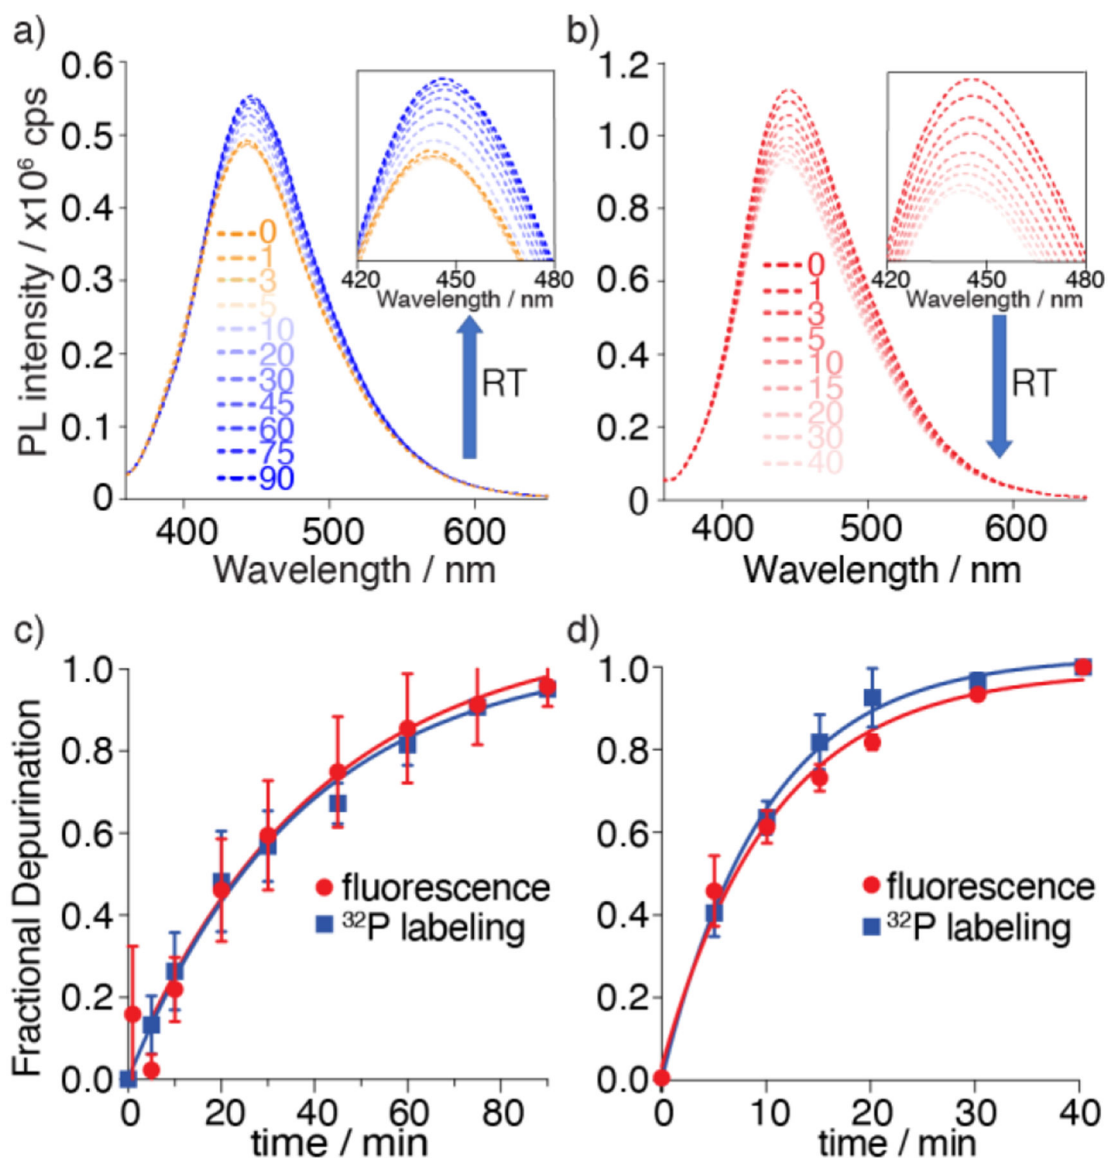 a)
PL intensity / x10⁶ cps
0.6
0.5
0.4
0.3
0.2
0.1
0
0
1
3
5
10
20
30
45
60
75
90
420 450 480
Wavelength / nm
RT
400 500 600
Wavelength / nm
b)
1.2
1.0
0.8
0.6
0.4
0.2
0
0
1
3
5
10
15
20
30
40
420 450 480
Wavelength / nm
RT
400 500 600
Wavelength / nm
c)
Fractional Depurination
1.0
0.8
0.6
0.4
0.2
0.0
fluorescence
³²P labeling
0 20 40 60 80
time / min
d)
1.0
0.8
0.6
0.4
0.2
0.0
fluorescence
³²P labeling
0 10 20 30 40
time / min